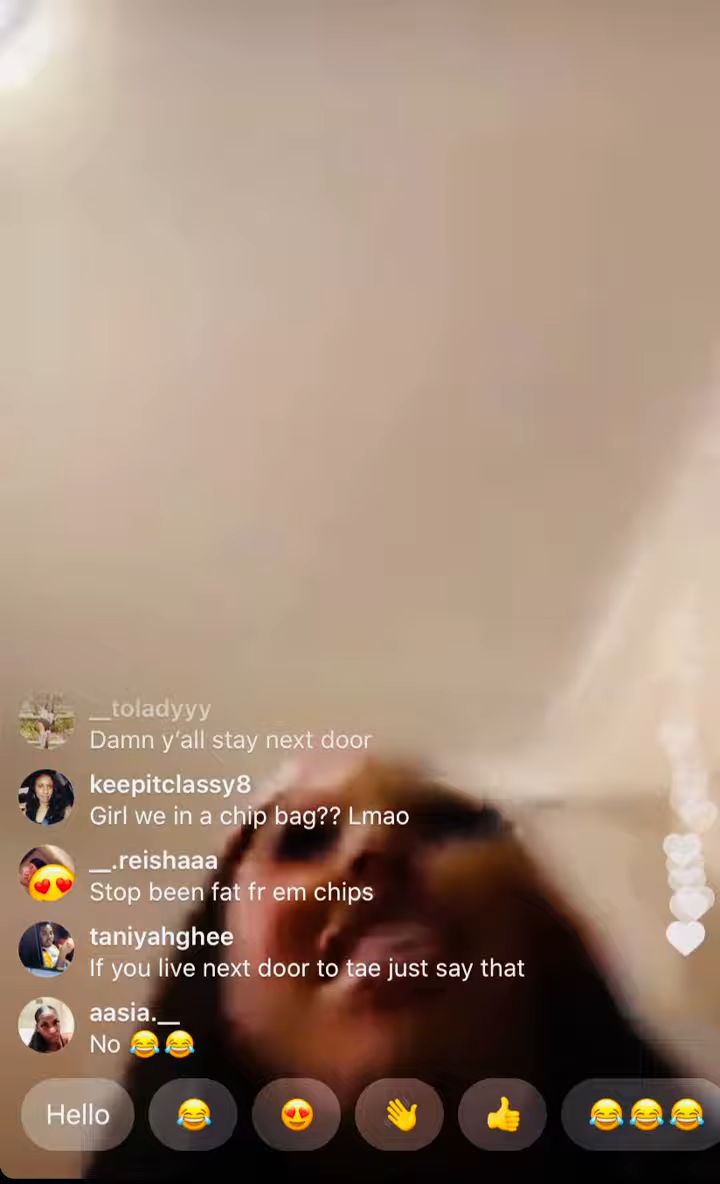 __toladyyy
Damn y'all stay next door
keepitclassy8
Girl we in a chip bag?? Lmao
__.reishaaa
Stop been fat fr em chips
taniyahghee
If you live next door to tae just say that
aasia.__
No 😂😂
Hello 😂 😍 👋 👍 😂😂😂